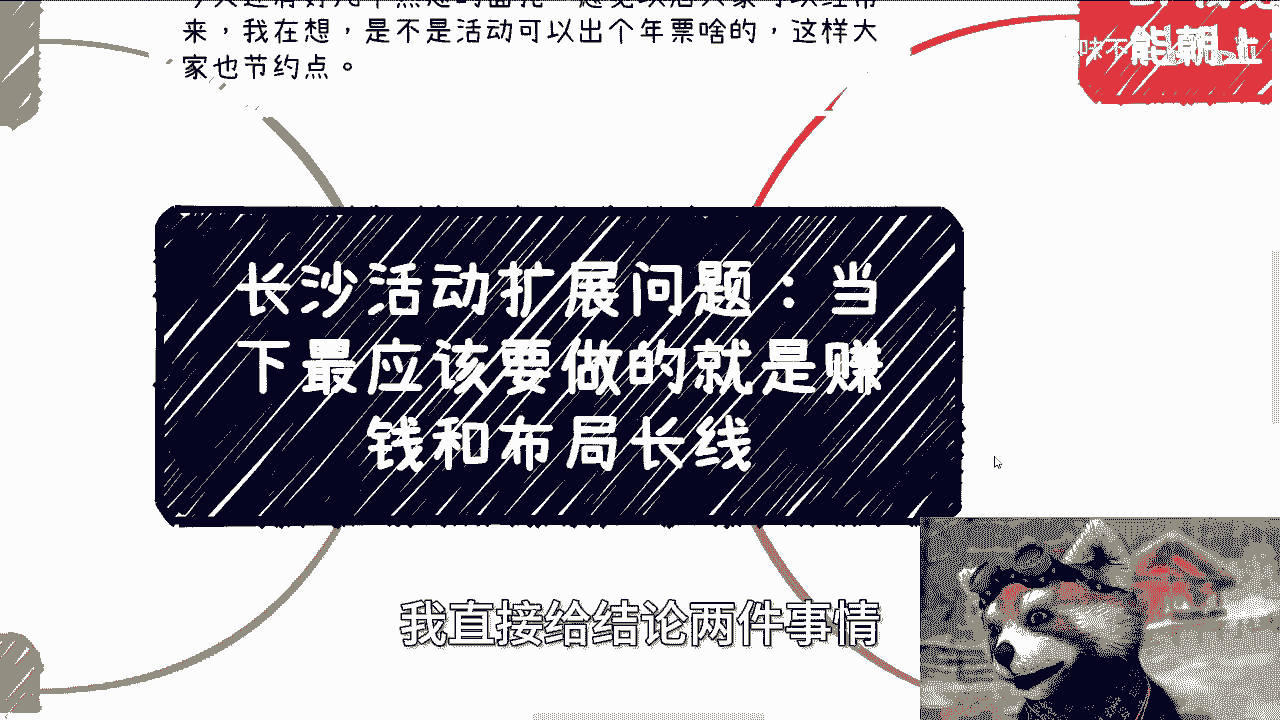 来，我在想，是不是活动可以出个年票啥的，这样大
家也节约点。
能朝上
长沙活动扩展问题：当
下最应该要做的就是赚
钱和布局长线
我直接给结论两件事情